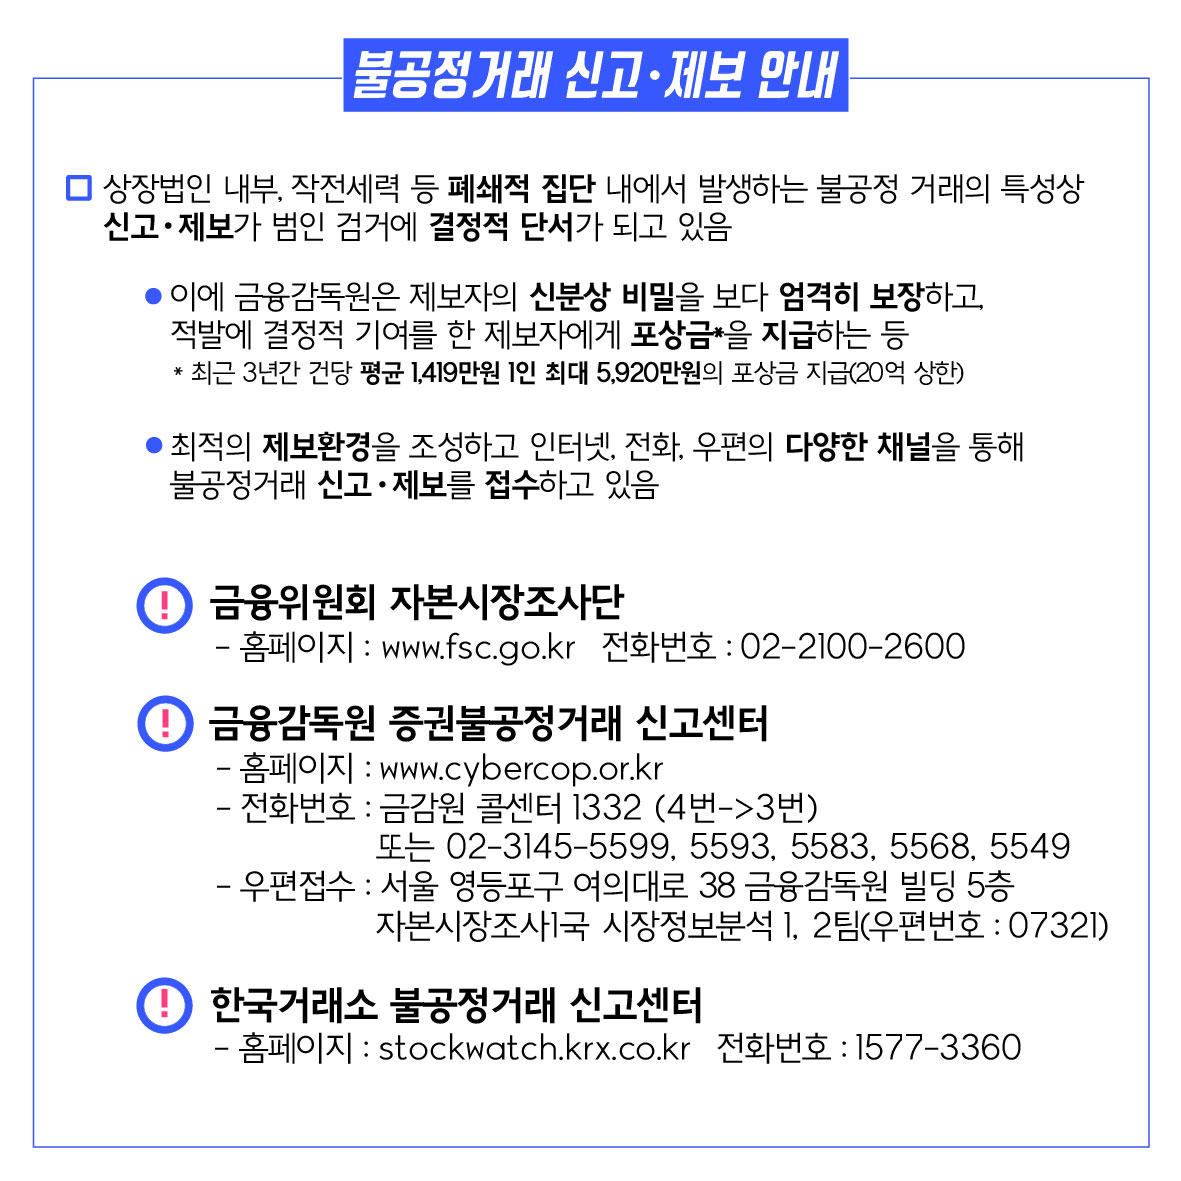 불공정거래 신고·제보 안내
상장법인 내부, 작전세력 등 폐쇄적 집단 내에서 발생하는 불공정 거래의 특성상
신고·제보가 범인 검거에 결정적 단서가 되고 있음
이에 금융감독원은 제보자의 신분상 비밀을 보다 엄격히 보장하고,
적발에 결정적 기여를 한 제보자에게 포상금*을 지급하는 등
* 최근 3년간 건당 평균 1,419만원 1인 최대 5,920만원의 포상금 지급(20억 상한)
최적의 제보환경을 조성하고 인터넷, 전화, 우편의 다양한 채널을 통해
불공정거래 신고·제보를 접수하고 있음
! 금융위원회 자본시장조사단
- 홈페이지 : www.fsc.go.kr 전화번호 : 02-2100-2600
! 금융감독원 증권불공정거래 신고센터
- 홈페이지 : www.cybercop.or.kr
- 전화번호 : 금감원 콜센터 1332 (4번->3번)
또는 02-3145-5599, 5593, 5583, 5568, 5549
- 우편접수 : 서울 영등포구 여의대로 38 금융감독원 빌딩 5층
자본시장조사1국 시장정보분석 1, 2팀(우편번호 : 07321)
! 한국거래소 불공정거래 신고센터
- 홈페이지 : stockwatch.krx.co.kr 전화번호 : 1577-3360